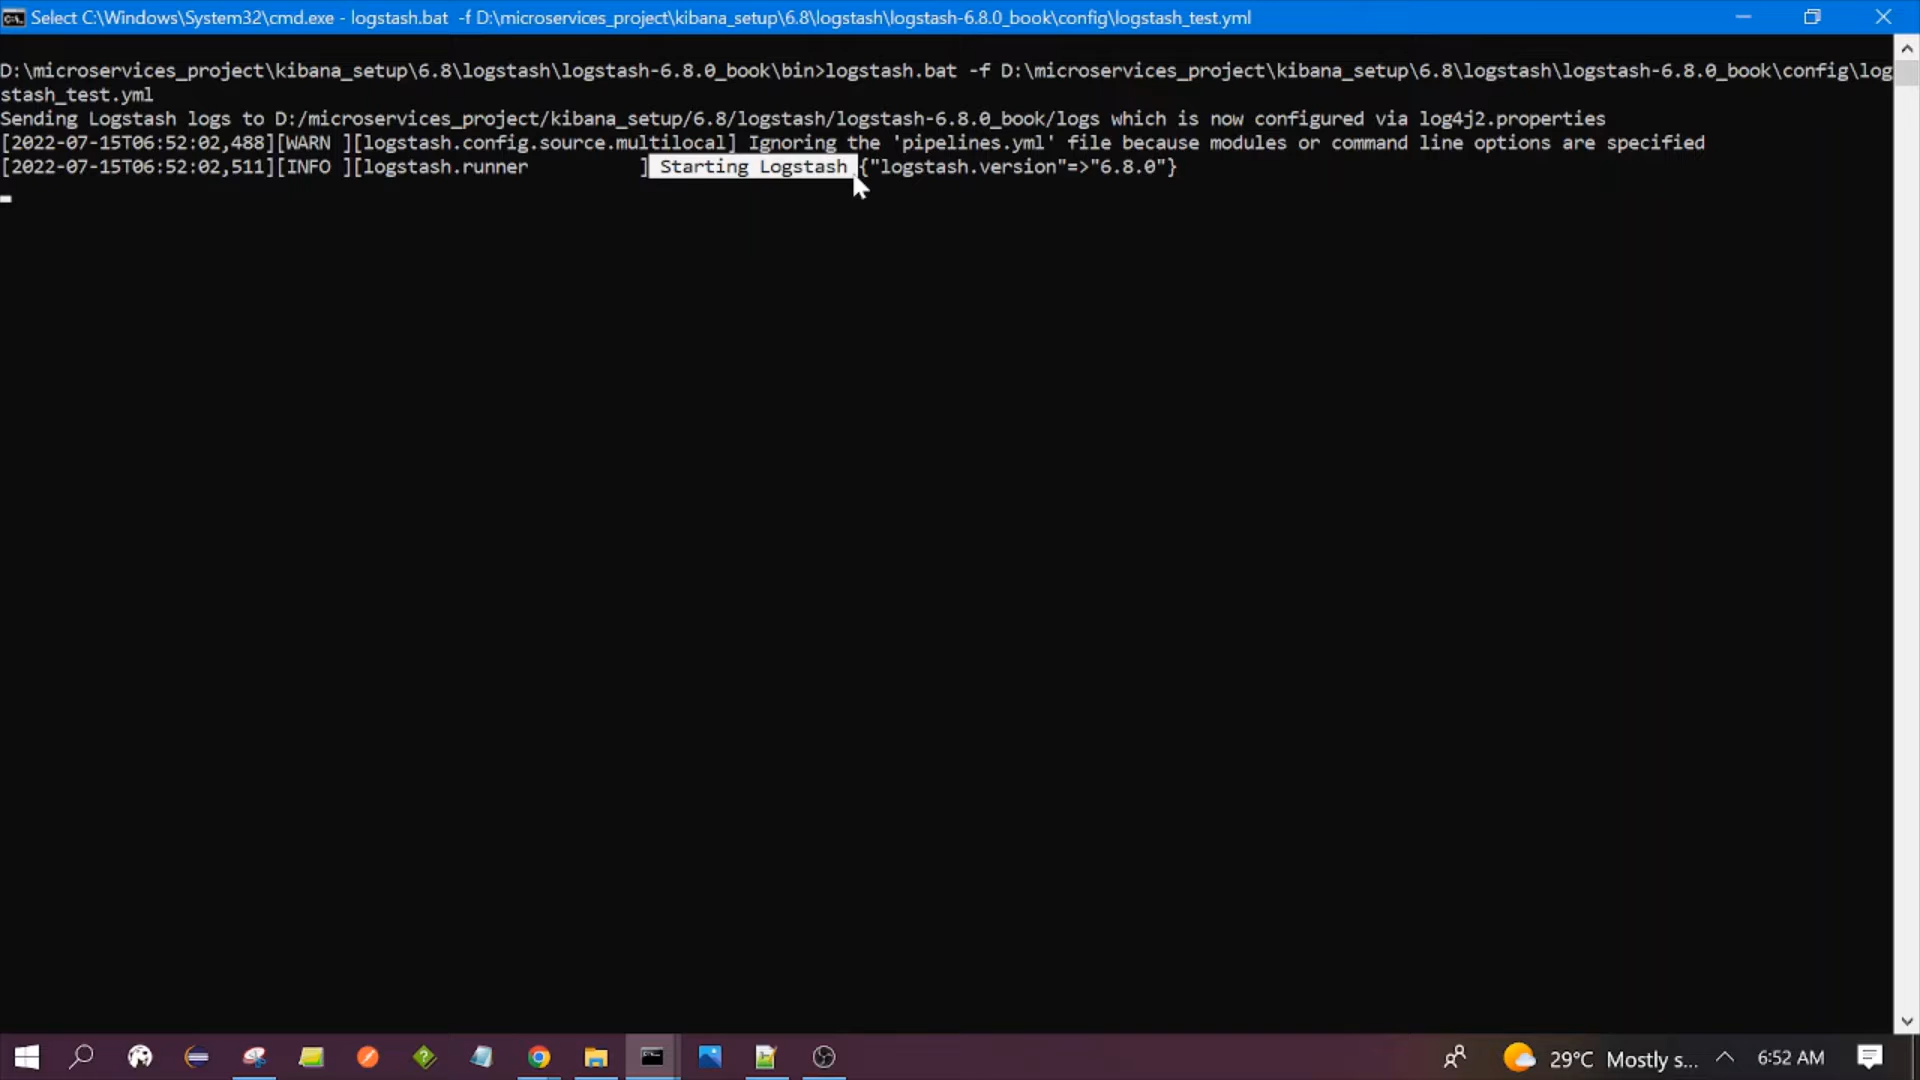 Select C:\Windows\System32\cmd.exe - logstash.bat  -f D:\microservices_project\kibana_setup\6.8\logstash\logstash-6.8.0_book\config\logstash_test.yml
D:\microservices_project\kibana_setup\6.8\logstash\logstash-6.8.0_book\bin>logstash.bat -f D:\microservices_project\kibana_setup\6.8\logstash\logstash-6.8.0_book\config\log
stash_test.yml
Sending Logstash logs to D:/microservices_project/kibana_setup/6.8/logstash/logstash-6.8.0_book/logs which is now configured via log4j2.properties
[2022-07-15T06:52:02,488][WARN ][logstash.config.source.multilocal] Ignoring the 'pipelines.yml' file because modules or command line options are specified
[2022-07-15T06:52:02,511][INFO ][logstash.runner          ] Starting Logstash {"logstash.version"=>"6.8.0"}
29°C Mostly s... 6:52 AM